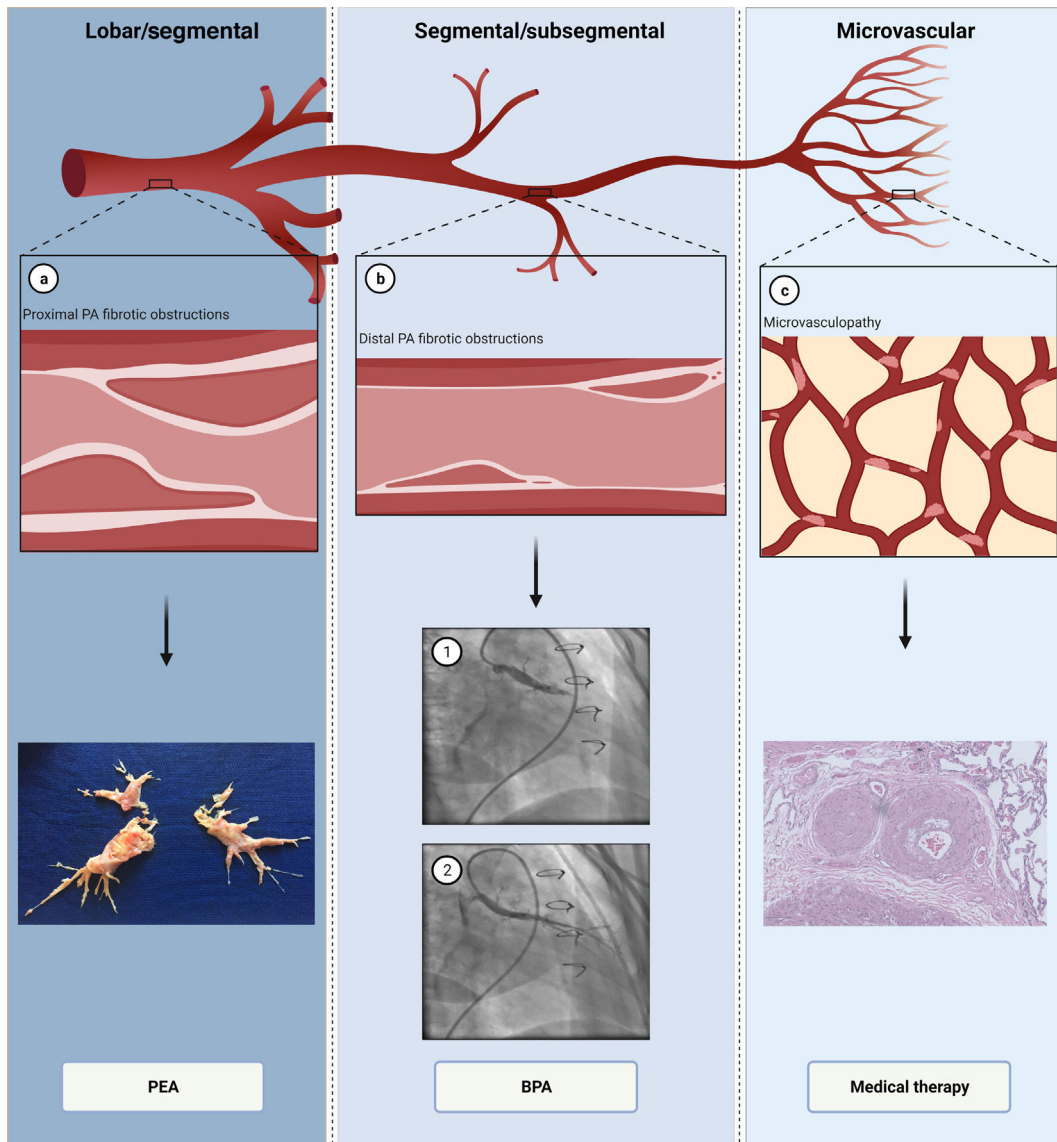 Lobar/segmental
Segmental/subsegmental
Microvascular
a
Proximal PA fibrotic obstructions
b
Distal PA fibrotic obstructions
c
Microvasculopathy
1
2
PEA
BPA
Medical therapy